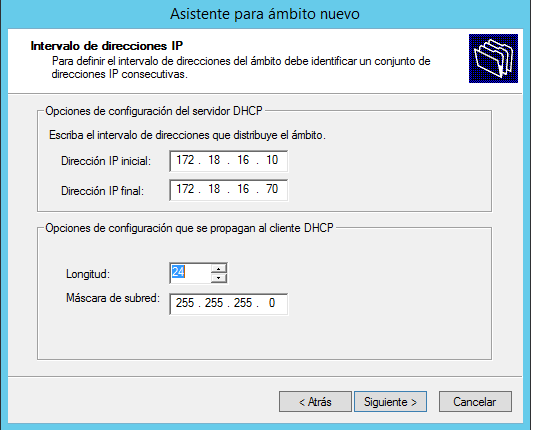 Asistente para ámbito nuevo
Intervalo de direcciones IP
Para definir el intervalo de direcciones del ámbito debe identificar un conjunto de
direcciones IP consecutivas.
Opciones de configuración del servidor DHCP
Escriba el intervalo de direcciones que distribuye el ámbito.
Dirección IP inicial: 172 . 18 . 16 . 10
Dirección IP final: 172 . 18 . 16 . 70
Opciones de configuración que se propagan al cliente DHCP
Longitud: 24
Máscara de subred: 255 . 255 . 255 . 0
< Atrás Siguiente > Cancelar